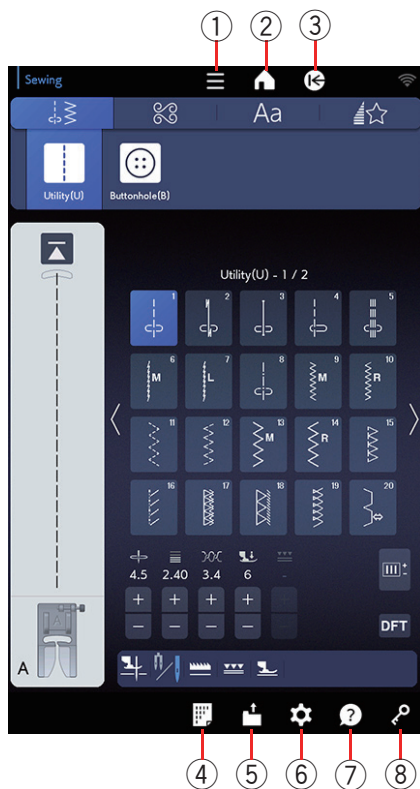 ① ② ③
Sewing
Aa
Utility(U) Buttonhole(B)
Utility(U) - 1 / 2
1 2 3 4 5
6 M 7 L 8 9 M 10 R
11 12 13 M 14 R 15
16 17 18 19 20
4.5 2.40 3.4 6 -
+ + + + +
− − − − −
DFT
A
④ ⑤ ⑥ ⑦ ⑧